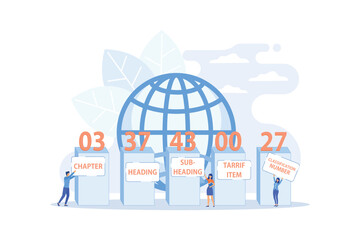 03 37 43 00 27
CHAPTER
HEADING
SUB-
HEADING
TARRIF
ITEM
CLASSIFICATION
NUMBER